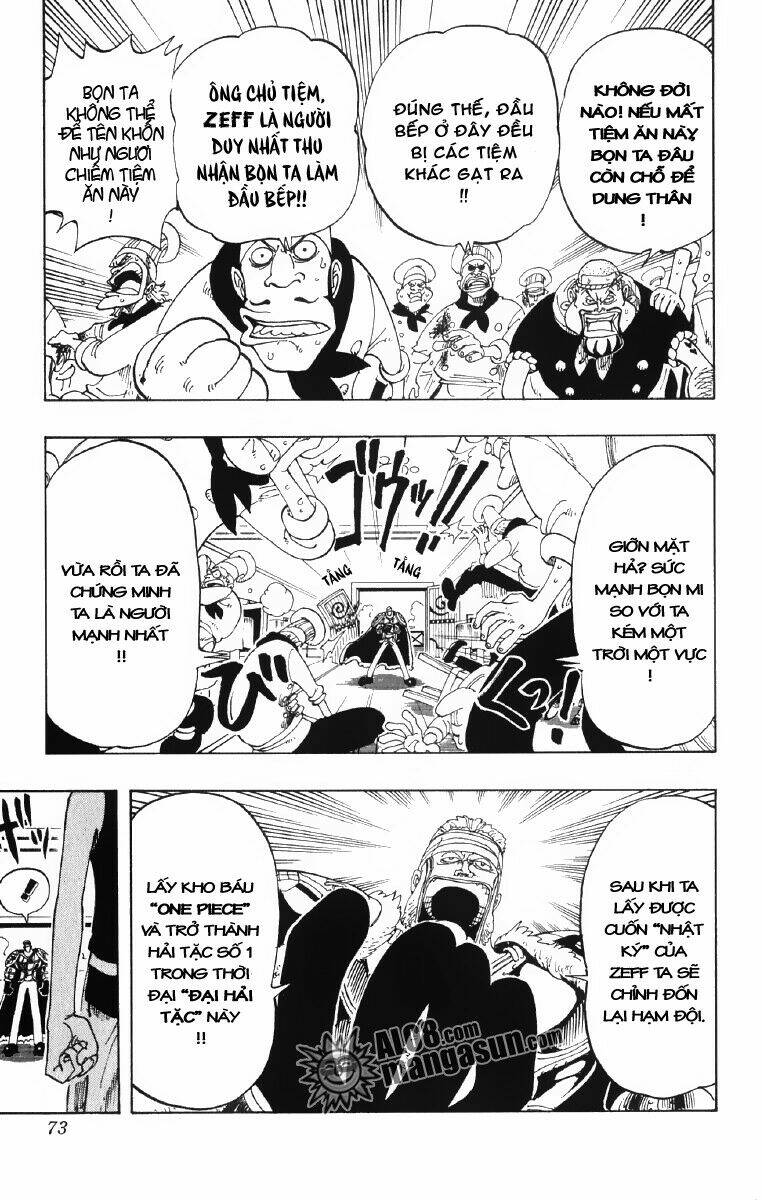 KHÔNG ĐỜI
NÀO! NẾU MẤT
TIỆM ĂN NÀY,
BỌN TA ĐÂU
CÒN CHỖ ĐỂ
DUNG THÂN
!
ĐÚNG THẾ, ĐẦU
BẾP Ở ĐÂY ĐỀU
BỊ CÁC TIỆM
KHÁC GẠT RA
!!
ÔNG CHỦ TIỆM,
ZEFF LÀ NGƯỜI
DUY NHẤT THU
NHẬN BỌN TA LÀM
ĐẦU BẾP!!
BỌN TA
KHÔNG THỂ
ĐỂ TÊN KHỐN
NHƯ NGƯƠI
CHIẾM TIỆM
ĂN NÀY
!
GIỠN MẶT
HẢ? SỨC
MẠNH BỌN MI
SO VỚI TA
KÉM MỘT
TRỜI MỘT VỰC
!
ゴウッ!!
TẰNG
TẰNG
VỪA RỒI TA ĐÃ
CHỨNG MINH
TA LÀ NGƯỜI
MẠNH NHẤT
!!
SAU KHI TA
LẤY ĐƯỢC
CUỐN “NHẬT
KÝ” CỦA
ZEFF TA SẼ
CHỈNH ĐỐN
LẠI HẠM ĐỘI.
LẤY KHO BÁU
“ONE PIECE”
VÀ TRỞ THÀNH
HẢI TẶC SỐ 1
TRONG THỜI
ĐẠI “ĐẠI HẢI
TẶC” NÀY
!!
!
ALC8.com
mangasun.com
73